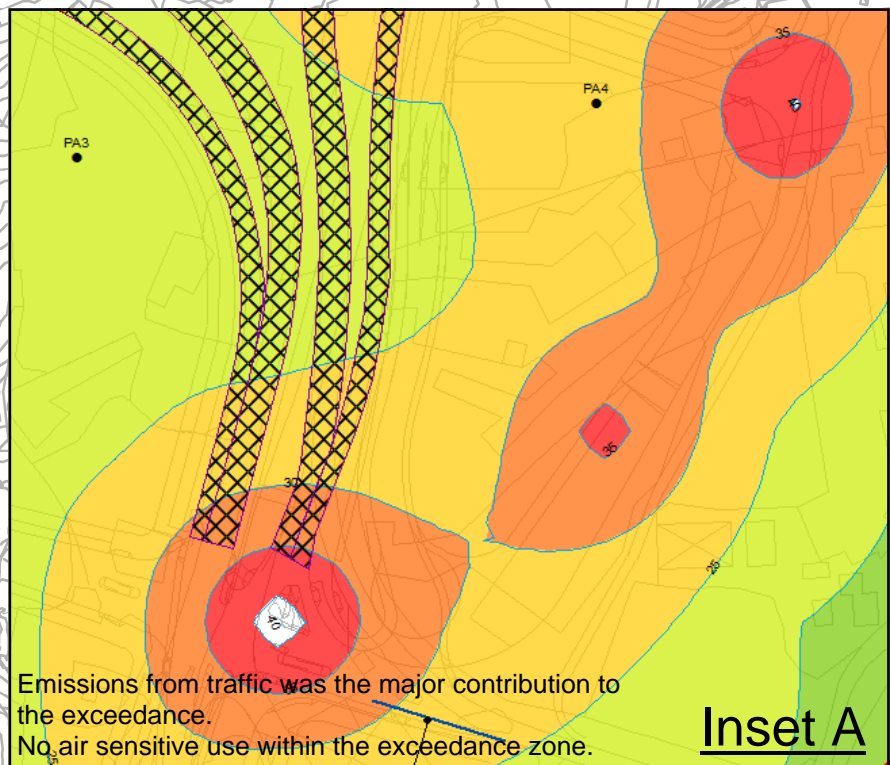 35
PA4
PA3
35
30
25
40
Emissions from traffic was the major contribution to
the exceedance.
No air sensitive use within the exceedance zone.
Inset A